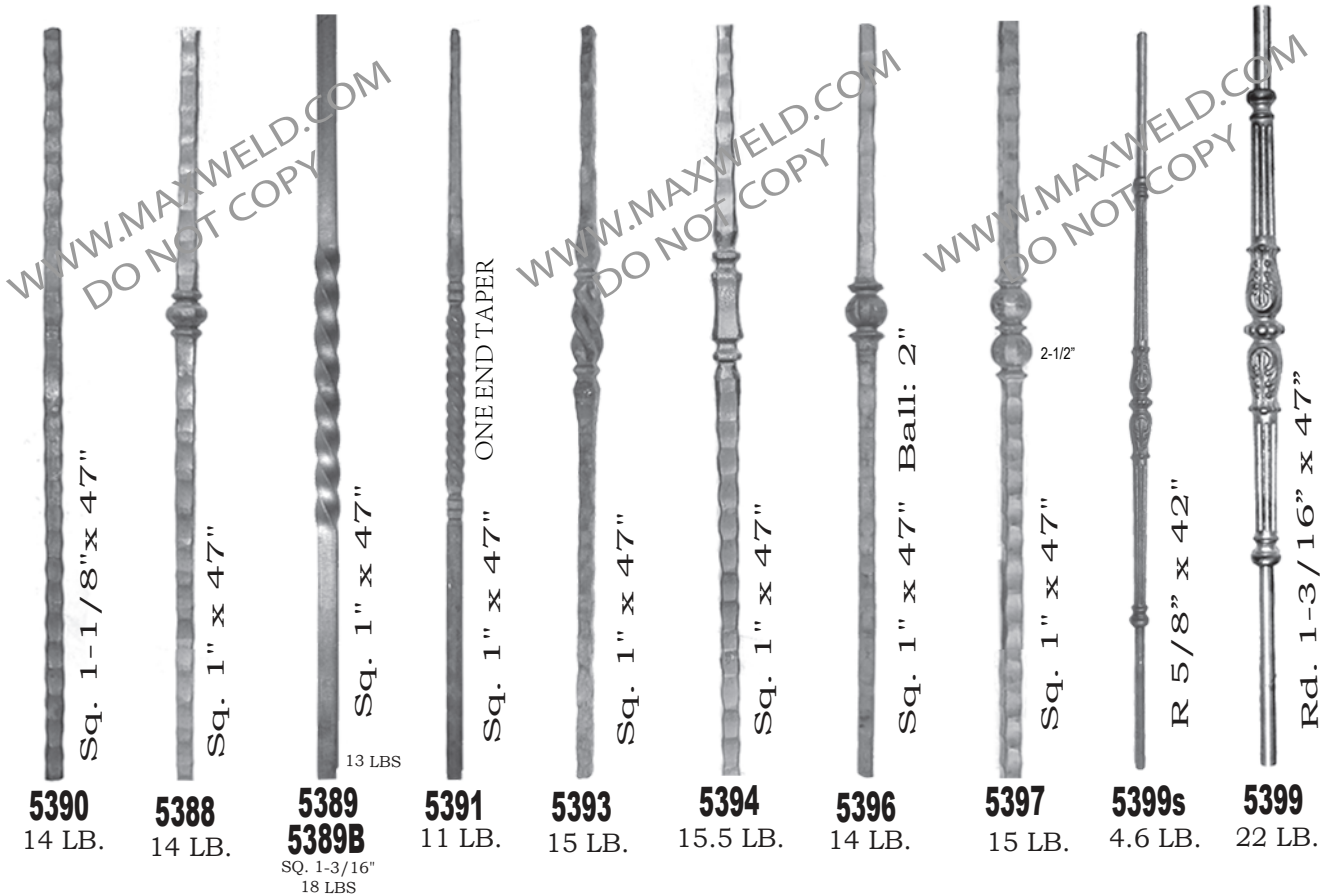 WWW.MAXWELD.COM
DO NOT COPY
WWW.MAXWELD.COM
DO NOT COPY
WWW.MAXWELD.COM
DO NOT COPY
Sq. 1-1/8"x 47"
Sq. 1" x 47"
Sq. 1" x 47"
13 LBS
ONE END TAPER
Sq. 1" x 47"
Sq. 1" x 47"
Sq. 1" x 47"
Sq. 1" x 47" Ball: 2"
2-1/2"
Sq. 1" x 47"
R 5/8” x 42"
Rd. 1-3/16” x 47”
5390
14 LB.
5388
14 LB.
5389
5389B
SQ. 1-3/16"
18 LBS
5391
11 LB.
5393
15 LB.
5394
15.5 LB.
5396
14 LB.
5397
15 LB.
5399s
4.6 LB.
5399
22 LB.